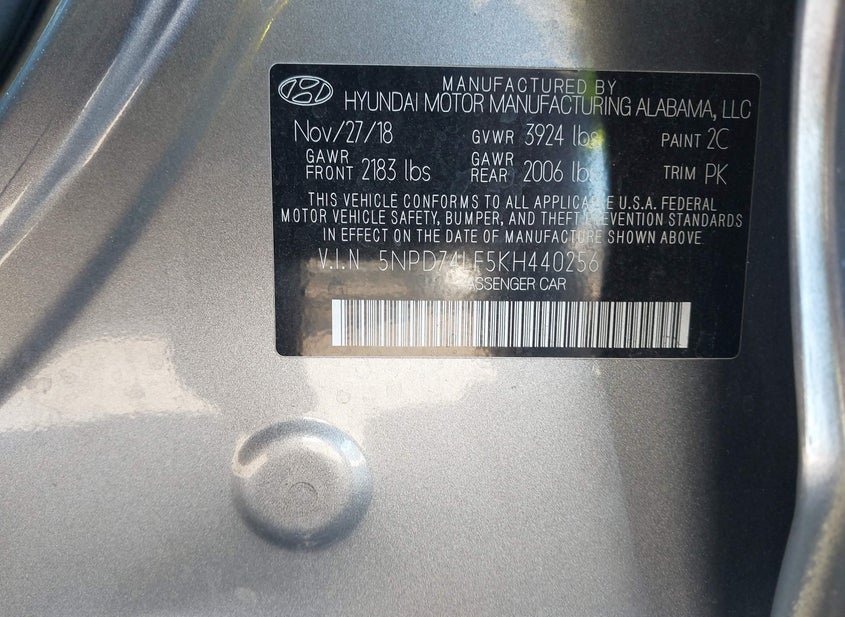 MANUFACTURED BY
HYUNDAI MOTOR MANUFACTURING ALABAMA, LLC
Nov/27/18 GVWR 3924 lbs PAINT 2C
GAWR FRONT 2183 lbs GAWR REAR 2006 lbs TRIM PK
THIS VEHICLE CONFORMS TO ALL APPLICABLE U.S.A. FEDERAL
MOTOR VEHICLE SAFETY, BUMPER, AND THEFT PREVENTION STANDARDS
IN EFFECT ON THE DATE OF MANUFACTURE SHOWN ABOVE.
V.I.N. 5NPD74LF5KH440256
PASSENGER CAR